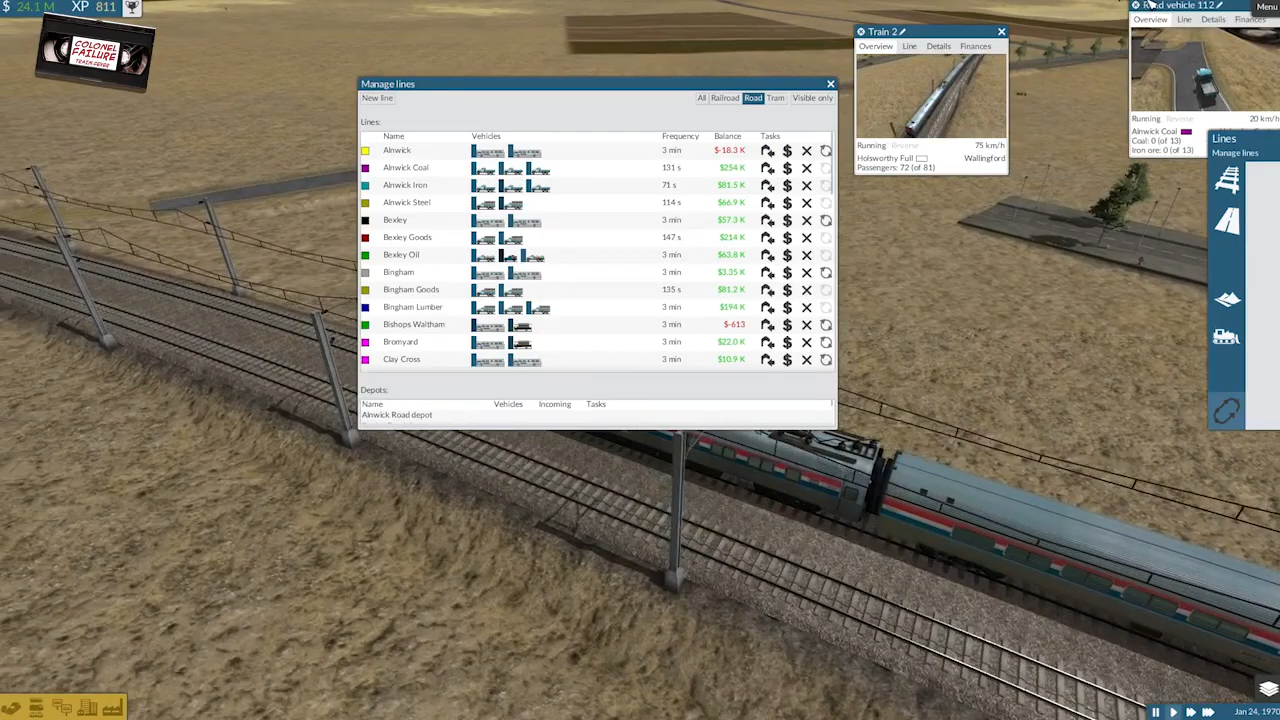 $ 24.1 M XP 811
COLONEL
FAILURE
Train 2
Overview Line Details Finances
Running Reverse 75 km/h
Holsworthy Full Wallingford
Passengers: 72 (of 81)
vehicle 112
Menu
Overview Line Details Finances
Running Reverse 20 km/h
Alnwick Coal
Coal: 0 (of 13)
Iron ore: 0 (of 13)
Lines
Manage lines
Manage lines
New line All Railroad Road Tram Visible only
Lines:
Name Vehicles Frequency Balance Tasks
Alnwick 3 min $-18.3 K
Alnwick Coal 131 s $254 K
Alnwick Iron 71 s $81.5 K
Alnwick Steel 114 s $66.9 K
Bexley 3 min $57.3 K
Bexley Goods 147 s $214 K
Bexley Oil 3 min $63.8 K
Bingham 3 min $3.35 K
Bingham Goods 135 s $81.2 K
Bingham Lumber 3 min $194 K
Bishops Waltham 3 min $-613
Bromyard 3 min $22.0 K
Clay Cross 3 min $10.9 K
Depots:
Name Vehicles Incoming Tasks
Alnwick Road depot
Jan 24, 1970